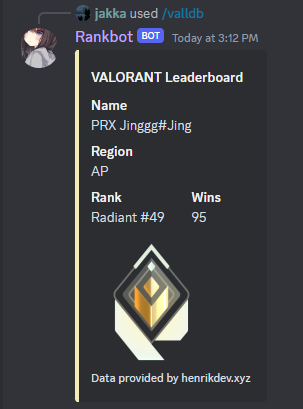 jakka used /valldb
Rankbot BOT Today at 3:12 PM
VALORANT Leaderboard
Name
PRX Jinggg#Jing
Region
AP
Rank Wins
Radiant #49 95
Data provided by henrikdev.xyz